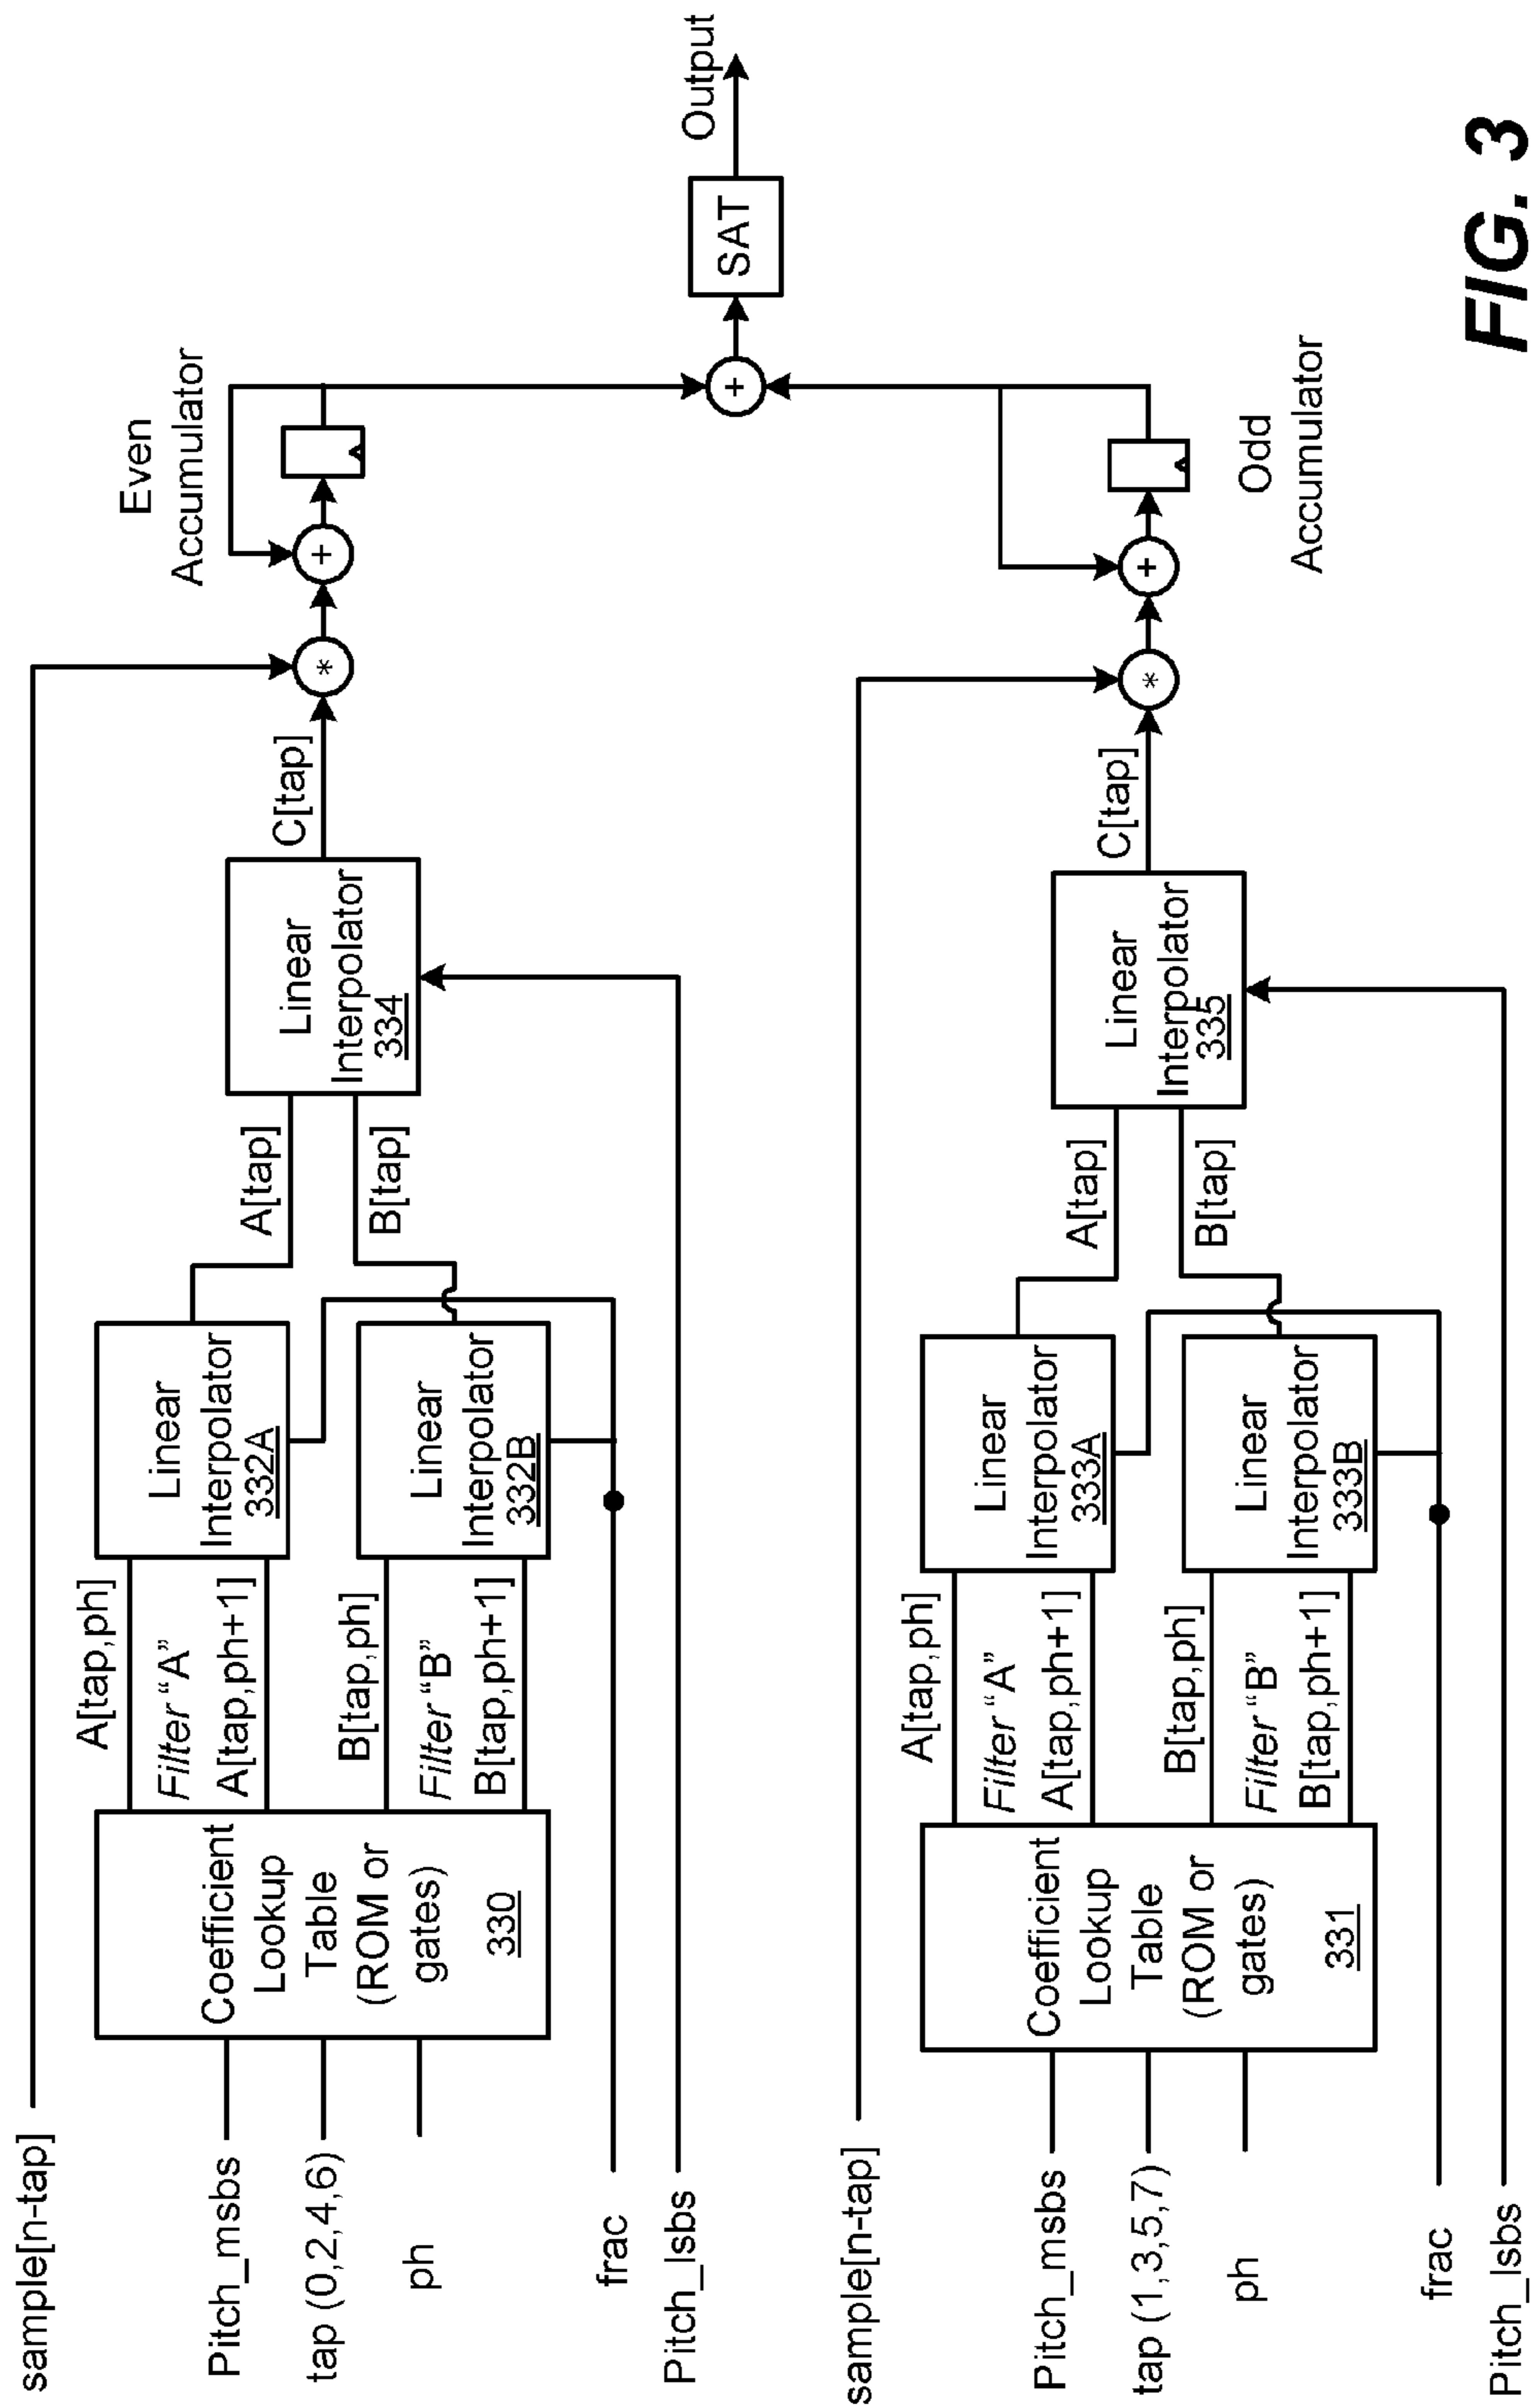 sample[n-tap]
Pitch_msbs
tap (0,2,4,6)
ph
frac
Pitch_lsbs
Coefficient
Lookup
Table
(ROM or
gates)
330
A[tap,ph]
Filter “A”
A[tap,ph+1]
B[tap,ph]
Filter “B”
B[tap,ph+1]
Linear
Interpolator
332A
Linear
Interpolator
332B
A[tap]
B[tap]
Linear
Interpolator
334
C[tap]
*
+
Even
Accumulator
sample[n-tap]
Pitch_msbs
tap (1,3,5,7)
ph
frac
Pitch_lsbs
Coefficient
Lookup
Table
(ROM or
gates)
331
A[tap,ph]
Filter “A”
A[tap,ph+1]
B[tap,ph]
Filter “B”
B[tap,ph+1]
Linear
Interpolator
333A
Linear
Interpolator
333B
A[tap]
B[tap]
Linear
Interpolator
335
C[tap]
*
+
Odd
Accumulator
+
SAT
Output
FIG. 3